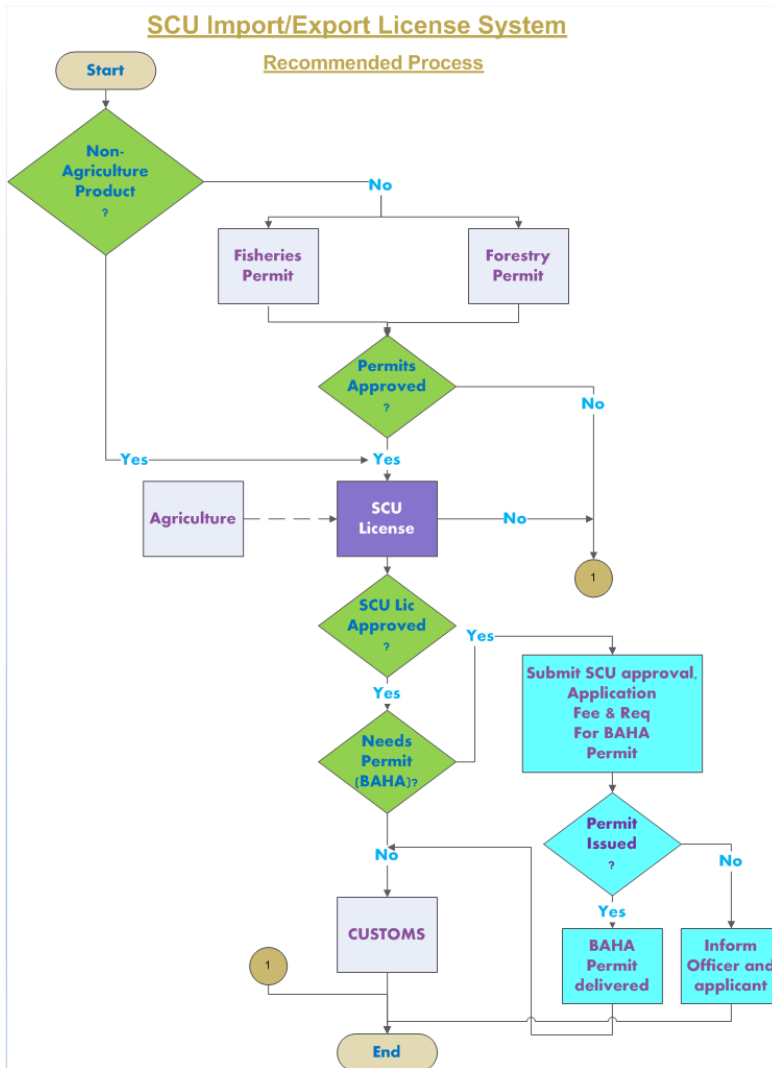 SCU Import/Export License System
Recommended Process
Start
Non-
Agriculture
Product
?
No
Fisheries
Permit
Forestry
Permit
Permits
Approved
?
No
Yes
Yes
Agriculture
SCU
License
No
1
SCU Lic
Approved
?
Yes
Yes
Submit SCU approval,
Application
Fee & Req
For BAHA
Permit
Needs
Permit
(BAHA)?
Permit
Issued
?
No
No
Yes
CUSTOMS
BAHA
Permit
delivered
Inform
Officer and
applicant
1
End